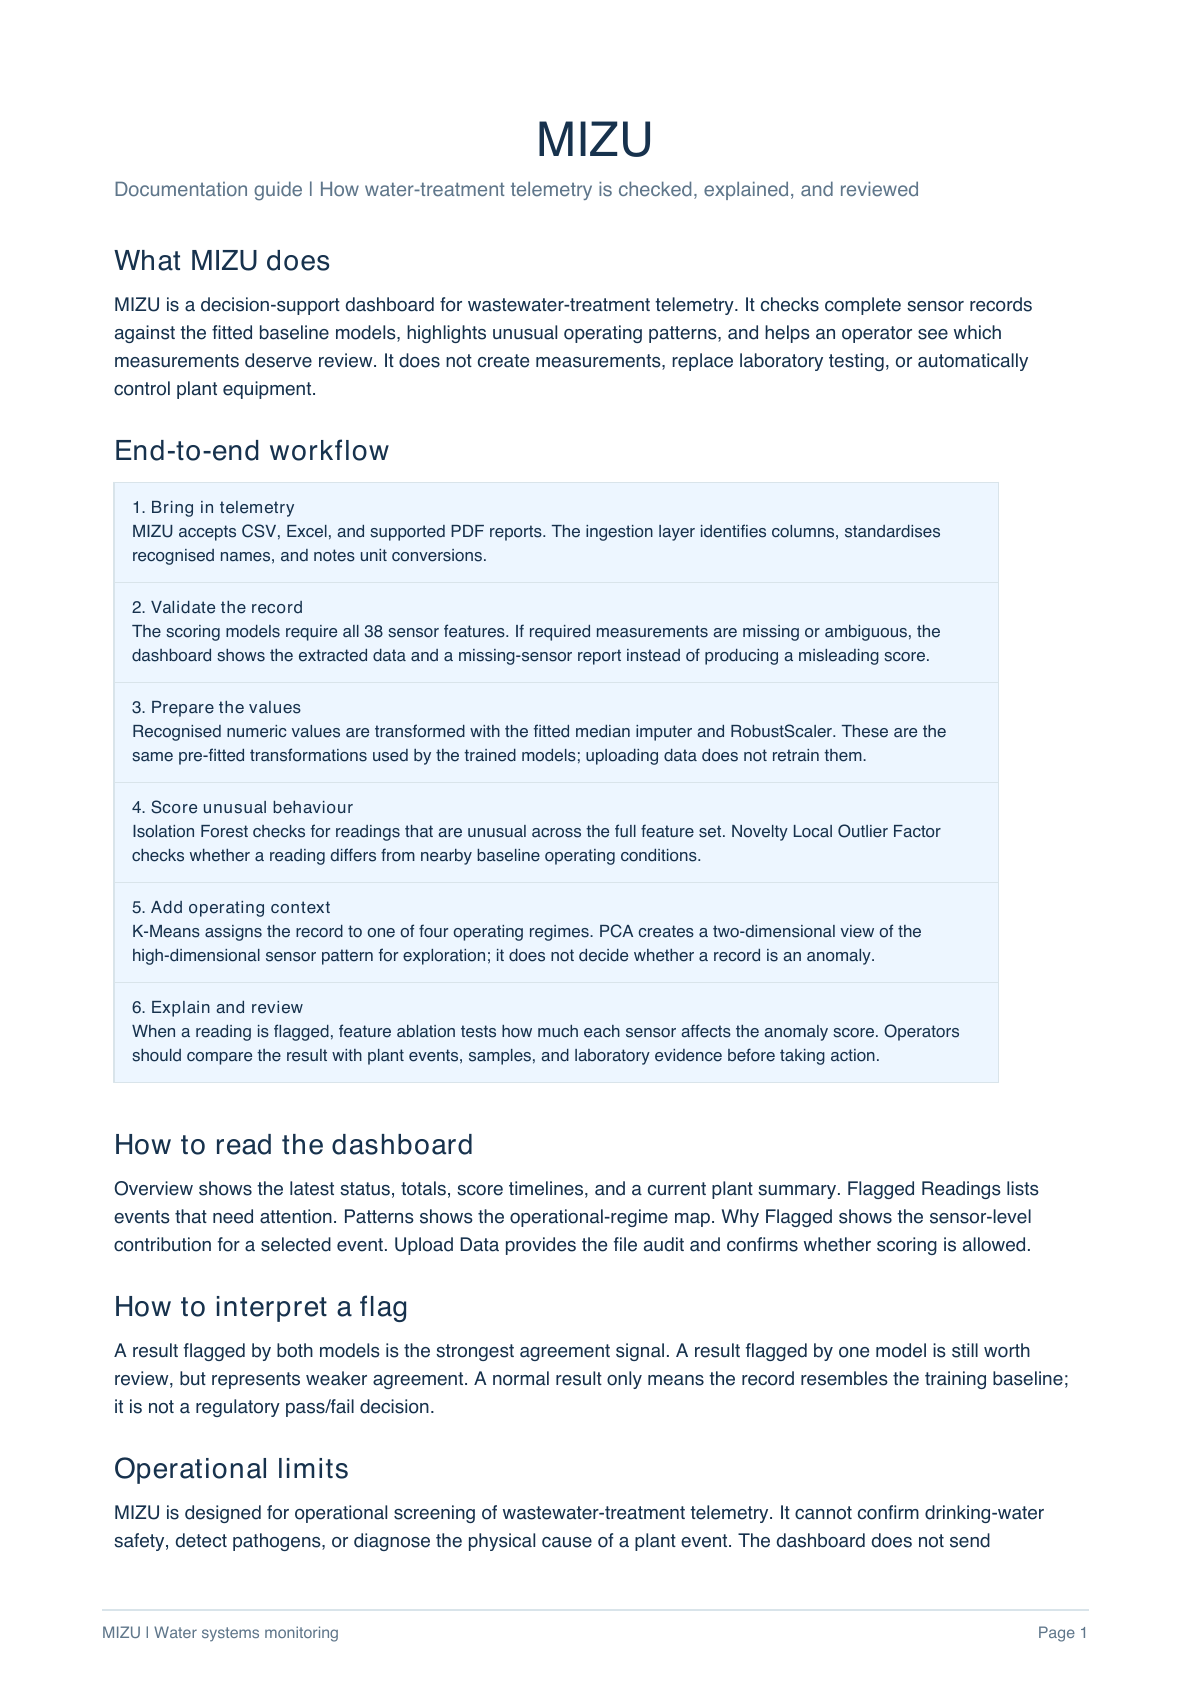 MIZU
Documentation guide | How water-treatment telemetry is checked, explained, and reviewed
What MIZU does
MIZU is a decision-support dashboard for wastewater-treatment telemetry. It checks complete sensor records
against the fitted baseline models, highlights unusual operating patterns, and helps an operator see which
measurements deserve review. It does not create measurements, replace laboratory testing, or automatically
control plant equipment.
End-to-end workflow
1. Bring in telemetry
MIZU accepts CSV, Excel, and supported PDF reports. The ingestion layer identifies columns, standardises
recognised names, and notes unit conversions.
2. Validate the record
The scoring models require all 38 sensor features. If required measurements are missing or ambiguous, the
dashboard shows the extracted data and a missing-sensor report instead of producing a misleading score.
3. Prepare the values
Recognised numeric values are transformed with the fitted median imputer and RobustScaler. These are the
same pre-fitted transformations used by the trained models; uploading data does not retrain them.
4. Score unusual behaviour
Isolation Forest checks for readings that are unusual across the full feature set. Novelty Local Outlier Factor
checks whether a reading differs from nearby baseline operating conditions.
5. Add operating context
K-Means assigns the record to one of four operating regimes. PCA creates a two-dimensional view of the
high-dimensional sensor pattern for exploration; it does not decide whether a record is an anomaly.
6. Explain and review
When a reading is flagged, feature ablation tests how much each sensor affects the anomaly score. Operators
should compare the result with plant events, samples, and laboratory evidence before taking action.
How to read the dashboard
Overview shows the latest status, totals, score timelines, and a current plant summary. Flagged Readings lists
events that need attention. Patterns shows the operational-regime map. Why Flagged shows the sensor-level
contribution for a selected event. Upload Data provides the file audit and confirms whether scoring is allowed.
How to interpret a flag
A result flagged by both models is the strongest agreement signal. A result flagged by one model is still worth
review, but represents weaker agreement. A normal result only means the record resembles the training baseline;
it is not a regulatory pass/fail decision.
Operational limits
MIZU is designed for operational screening of wastewater-treatment telemetry. It cannot confirm drinking-water
safety, detect pathogens, or diagnose the physical cause of a plant event. The dashboard does not send
MIZU | Water systems monitoring
Page 1